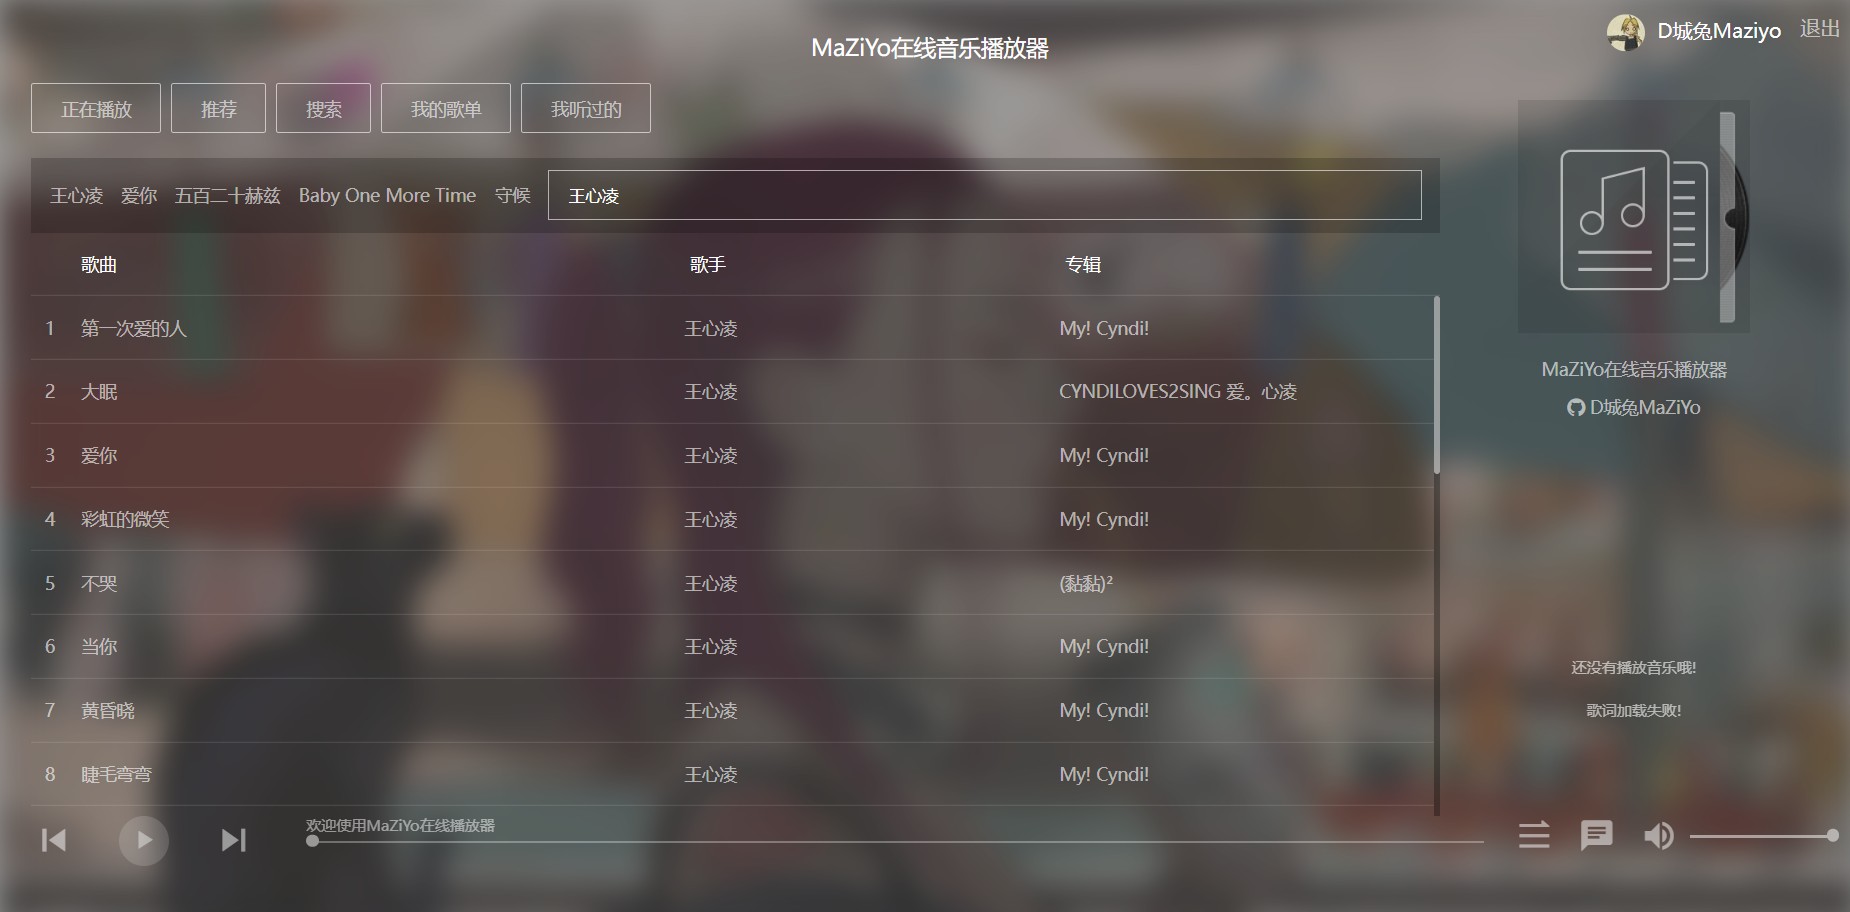 MaZiYo在线音乐播放器
D城兔Maziyo 退出
正在播放 推荐 搜索 我的歌单 我听过的
王心凌 爱你 五百二十赫兹 Baby One More Time 守候 王心凌
歌曲 歌手 专辑
1 第一次爱的人 王心凌 My! Cyndi!
2 大眠 王心凌 CYNDILOVES2SING 爱。心凌
3 爱你 王心凌 My! Cyndi!
4 彩虹的微笑 王心凌 My! Cyndi!
5 不哭 王心凌 (黏黏)²
6 当你 王心凌 My! Cyndi!
7 黄昏晓 王心凌 My! Cyndi!
8 睫毛弯弯 王心凌 My! Cyndi!
MaZiYo在线音乐播放器
D城兔MaZiYo
还没有播放音乐哦!
歌词加载失败!
欢迎使用MaZiYo在线播放器